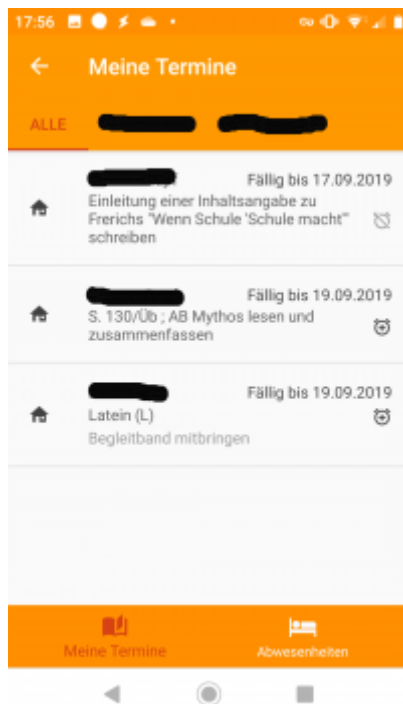 17:56
Meine Termine
ALLE
Fällig bis 17.09.2019
Einleitung einer Inhaltsangabe zu
Frerichs "Wenn Schule 'Schule macht'"
schreiben
Fällig bis 19.09.2019
S. 130/Üb ; AB Mythos lesen und
zusammenfassen
Fällig bis 19.09.2019
Latein (L)
Begleitband mitbringen
Meine Termine
Abwesenheiten